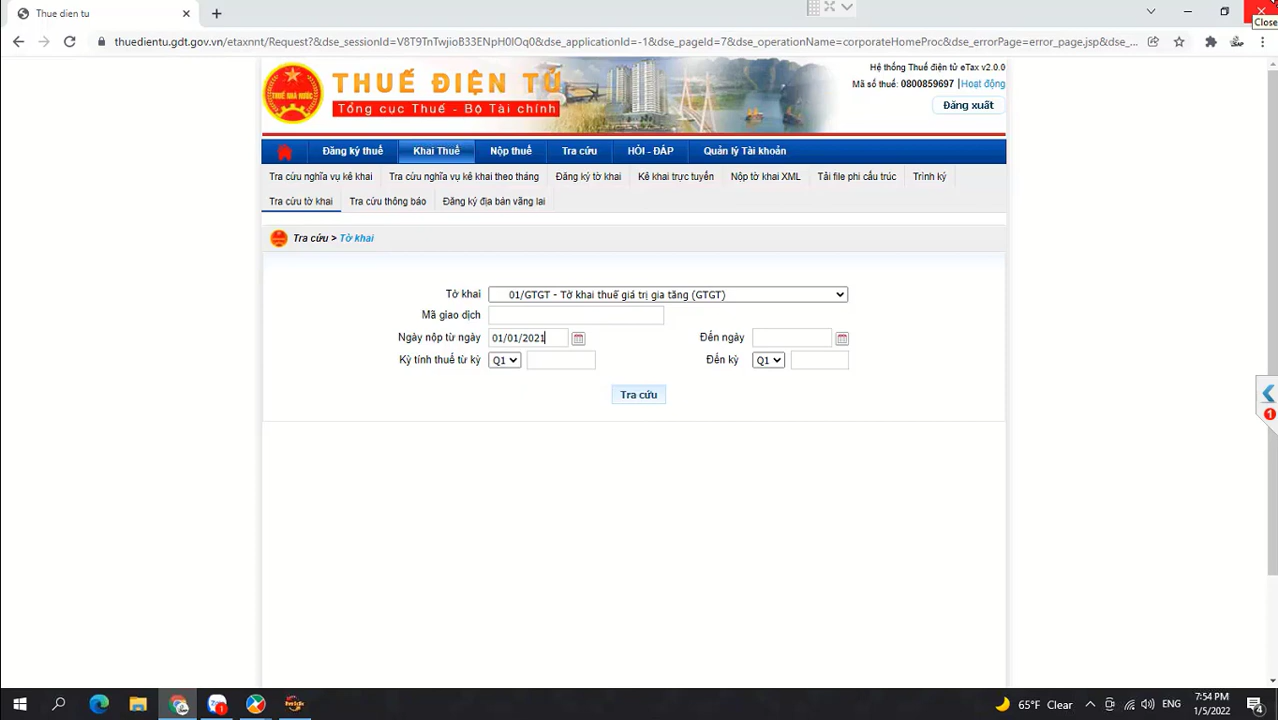 Thue dien tu
Close
thuedientu.gdt.gov.vn/etaxnnt/Request?&dse_sessionId=V8T9TnTwjioB33ENpH0IOq0&dse_applicationId=-1&dse_pageId=7&dse_operationName=corporateHomeProc&dse_errorPage=error_page.jsp&ds...
THUẾ NHÀ NƯỚC
THUẾ ĐIỆN TỬ
Tổng cục Thuế - Bộ Tài chính
Hệ thống Thuế điện tử eTax v2.0.0
Mã số thuế: 0800859697 |Hoạt động
Đăng xuất
Đăng ký thuế Khai Thuế Nộp thuế Tra cứu HỎI - ĐÁP Quản lý Tài khoản
Tra cứu nghĩa vụ kê khai Tra cứu nghĩa vụ kê khai theo tháng Đăng ký tờ khai Kê khai trực tuyến Nộp tờ khai XML Tải file phi cấu trúc Trình ký
Tra cứu tờ khai Tra cứu thông báo Đăng ký địa bàn vãng lai
Tra cứu > Tờ khai
Tờ khai 01/GTGT - Tờ khai thuế giá trị gia tăng (GTGT)
Mã giao dịch
Ngày nộp từ ngày 01/01/2021 Đến ngày
Kỳ tính thuế từ kỳ Q1 Đến kỳ Q1
Tra cứu
1
1
65°F Clear
ENG
7:54 PM
1/5/2022
4